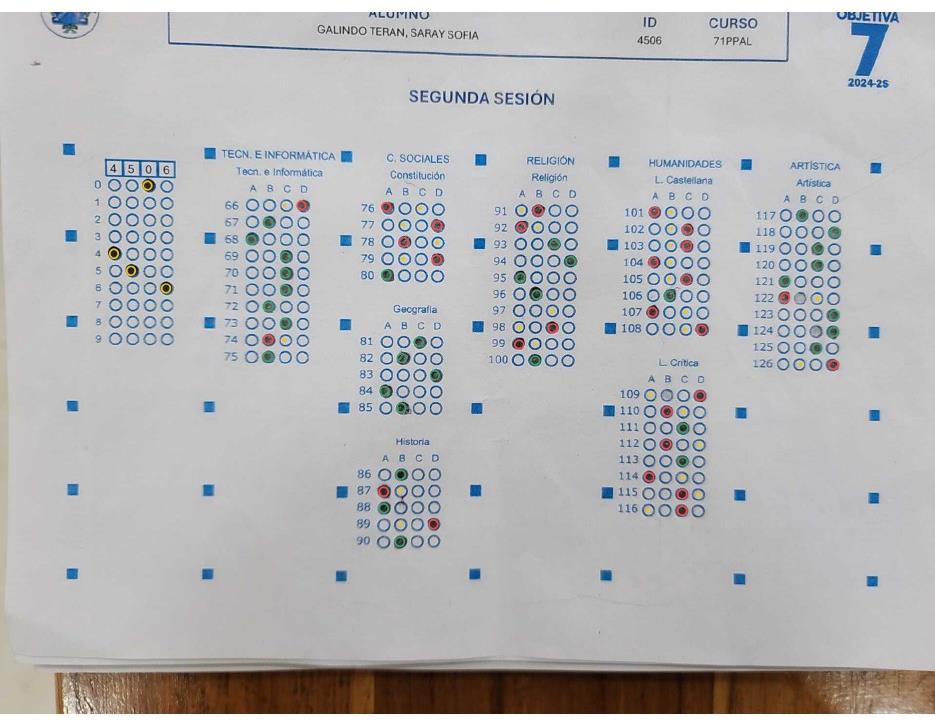 ALUMNO
GALINDO TERAN, SARAY SOFIA
ID
4506
CURSO
71PPAL
OBJETIVA
7
2024-25
SEGUNDA SESIÓN
4 5 0 6
0
1
2
3
4
5
6
7
8
9
TECN. E INFORMÁTICA
Tecn. e Informática
A B C D
66
67
68
69
70
71
72
73
74
75
C. SOCIALES
Constitución
A B C D
76
77
78
79
80
Geografía
A B C D
81
82
83
84
85
Historia
A B C D
86
87
88
89
90
RELIGIÓN
Religión
A B C D
91
92
93
94
95
96
97
98
99
100
HUMANIDADES
L. Castellana
A B C D
101
102
103
104
105
106
107
108
L. Crítica
A B C D
109
110
111
112
113
114
115
116
ARTÍSTICA
Artística
A B C D
117
118
119
120
121
122
123
124
125
126